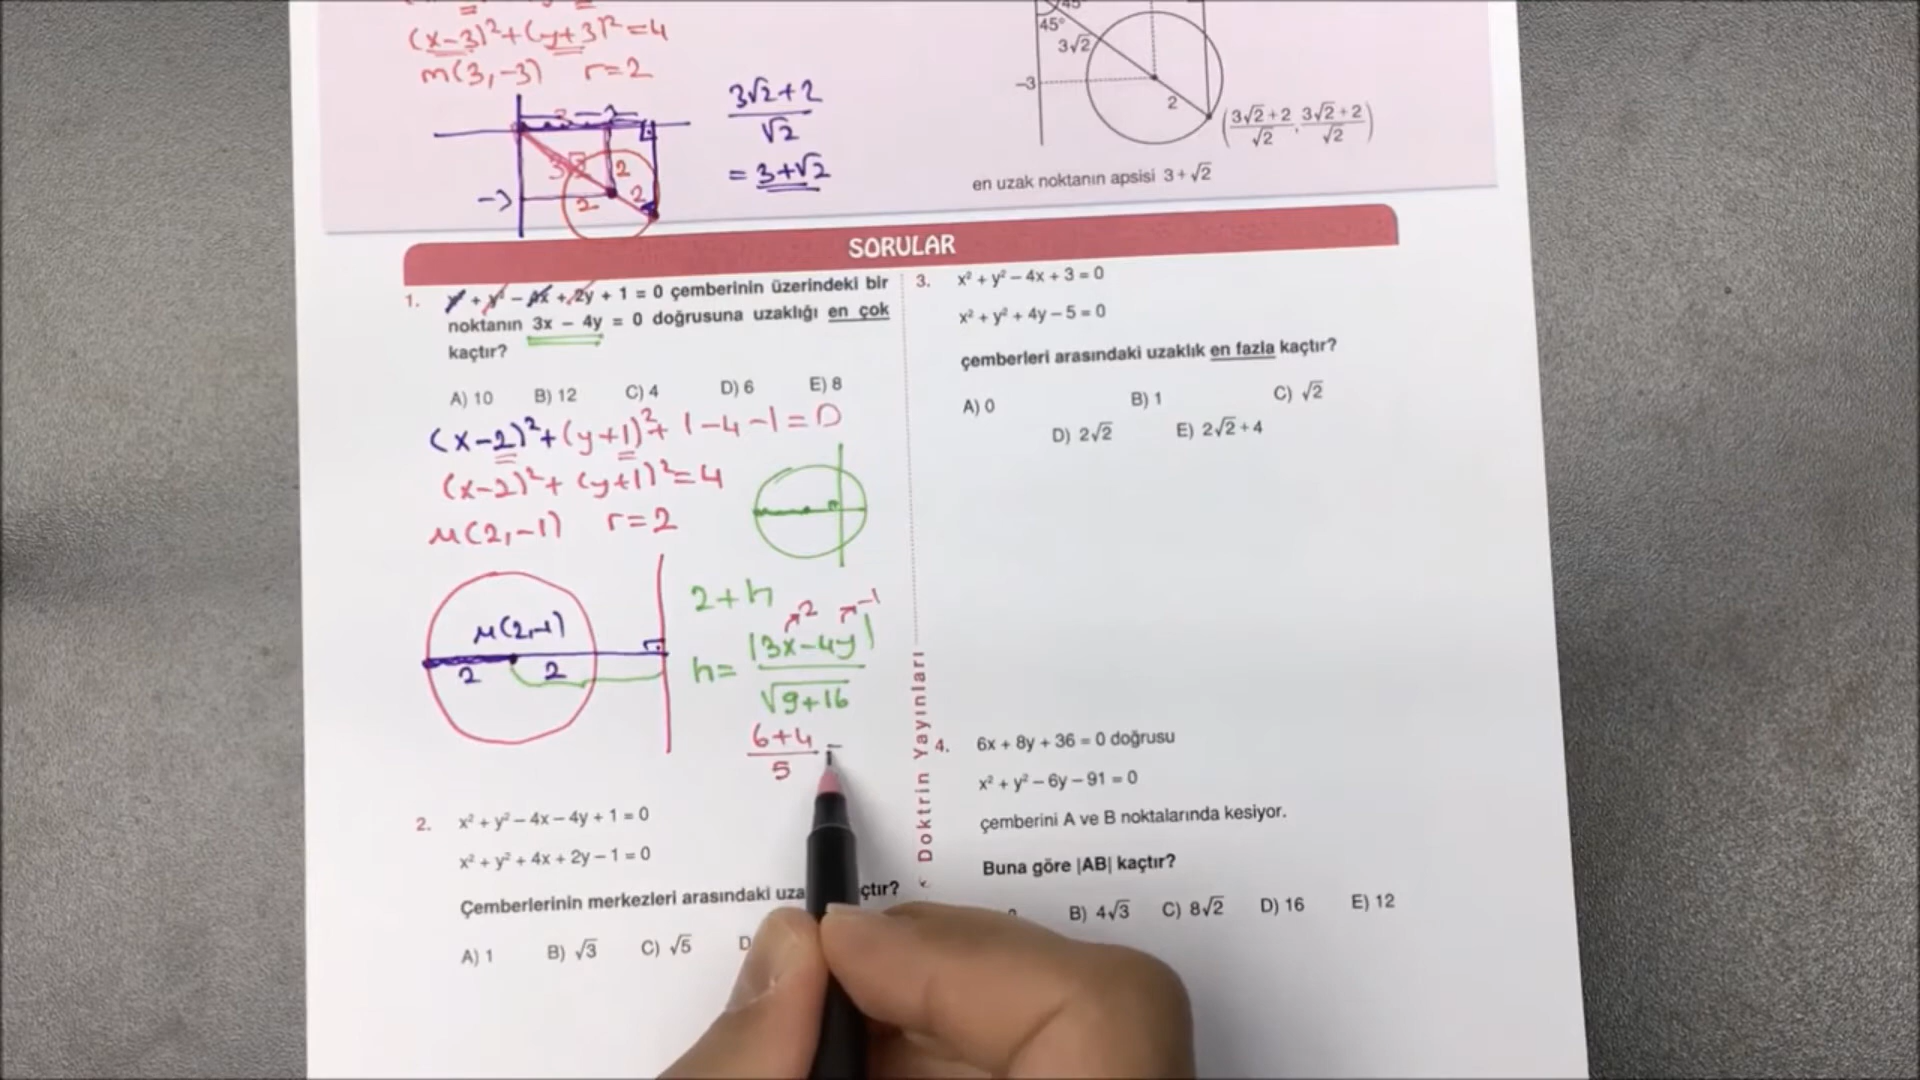 (x-3)²+(y+3)²=4
m(3,-3) r=2
3√2+2
√2
= 3+√2
3√2 2
2 2
45°
45°
3√2
-3
2
(3√2+2/√2, 3√2+2/√2)
en uzak noktanın apsisi 3+√2
SORULAR
1. x² + y² – 4x + 2y + 1 = 0 çemberinin üzerindeki bir
noktanın 3x – 4y = 0 doğrusuna uzaklığı en çok
kaçtır?
A) 10 B) 12 C) 4 D) 6 E) 8
(x-2)²+(y+1)²+1-4-1=0
(x-2)²+(y+1)²=4
M(2,-1) r=2
M(2,-1)
2 2
2+h
2 -1
h= |3x-4y|
√9+16
6+4 =
5
2. x² + y² – 4x – 4y + 1 = 0
x² + y² + 4x + 2y – 1 = 0
Çemberlerinin merkezleri arasındaki
A) 1 B) √3 C) √5 D
3. x² + y² – 4x + 3 = 0
x² + y² + 4y – 5 = 0
çemberleri arasındaki uzaklık en fazla kaçtır?
A) 0 B) 1 C) √2
D) 2√2 E) 2√2 + 4
Doktrin Yayınları
4. 6x + 8y + 36 = 0 doğrusu
x² + y² – 6y – 91 = 0
çemberini A ve B noktalarında kesiyor.
Buna göre |AB| kaçtır?
B) 4√3 C) 8√2 D) 16 E) 12